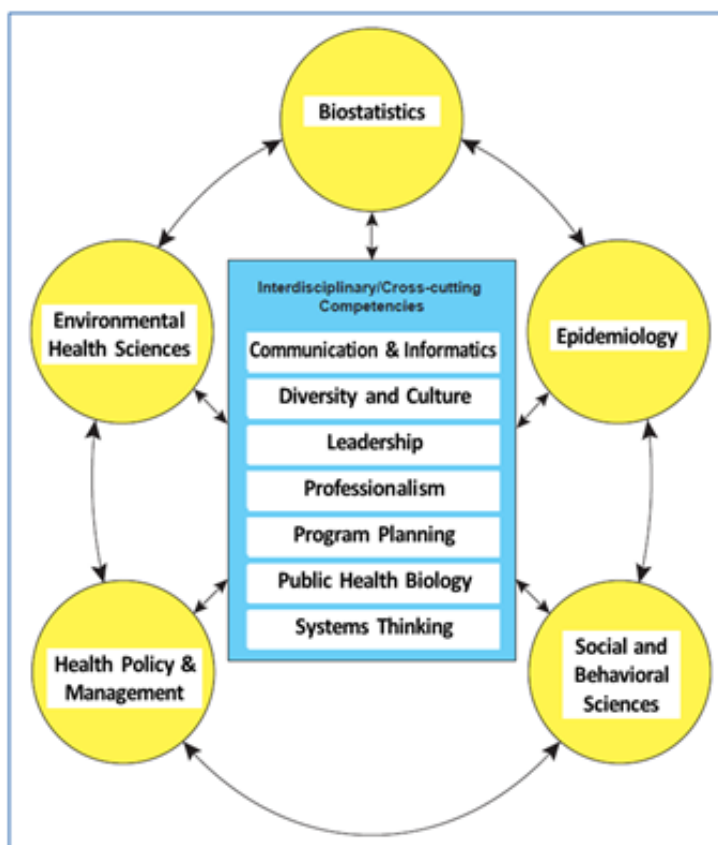 Biostatistics
Environmental
Health Sciences
Interdisciplinary/Cross-cutting
Competencies
Communication & Informatics
Diversity and Culture
Leadership
Professionalism
Program Planning
Public Health Biology
Systems Thinking
Epidemiology
Health Policy &
Management
Social and
Behavioral
Sciences